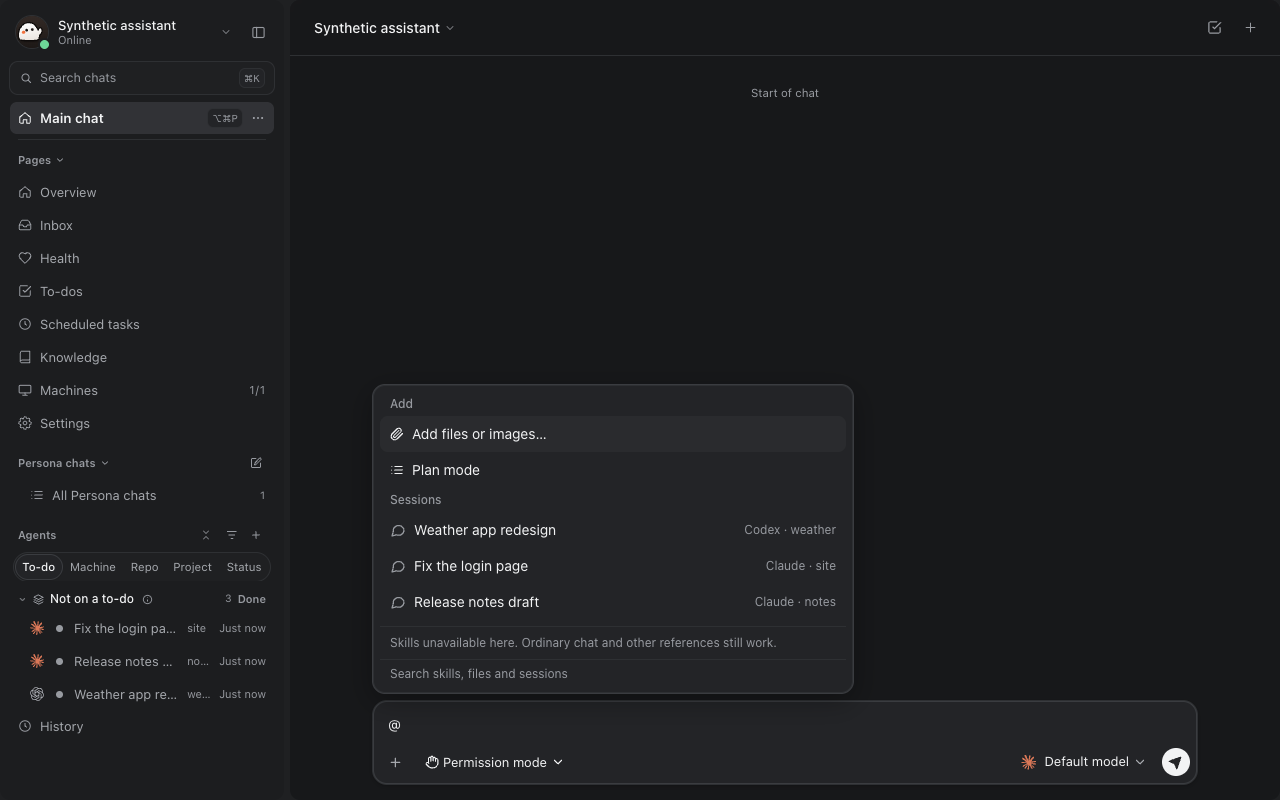 Synthetic assistant
Online
Search chats
⌘K
Main chat
⌥⌘P
Pages
Overview
Inbox
Health
To-dos
Scheduled tasks
Knowledge
Machines
1/1
Settings
Persona chats
All Persona chats
1
Agents
To-do
Machine
Repo
Project
Status
Not on a to-do
3 Done
Fix the login pa... site Just now
Release notes ... no... Just now
Weather app re... we... Just now
History
Synthetic assistant
Start of chat
Add
Add files or images...
Plan mode
Sessions
Weather app redesign
Codex · weather
Fix the login page
Claude · site
Release notes draft
Claude · notes
Skills unavailable here. Ordinary chat and other references still work.
Search skills, files and sessions
@
Permission mode
Default model